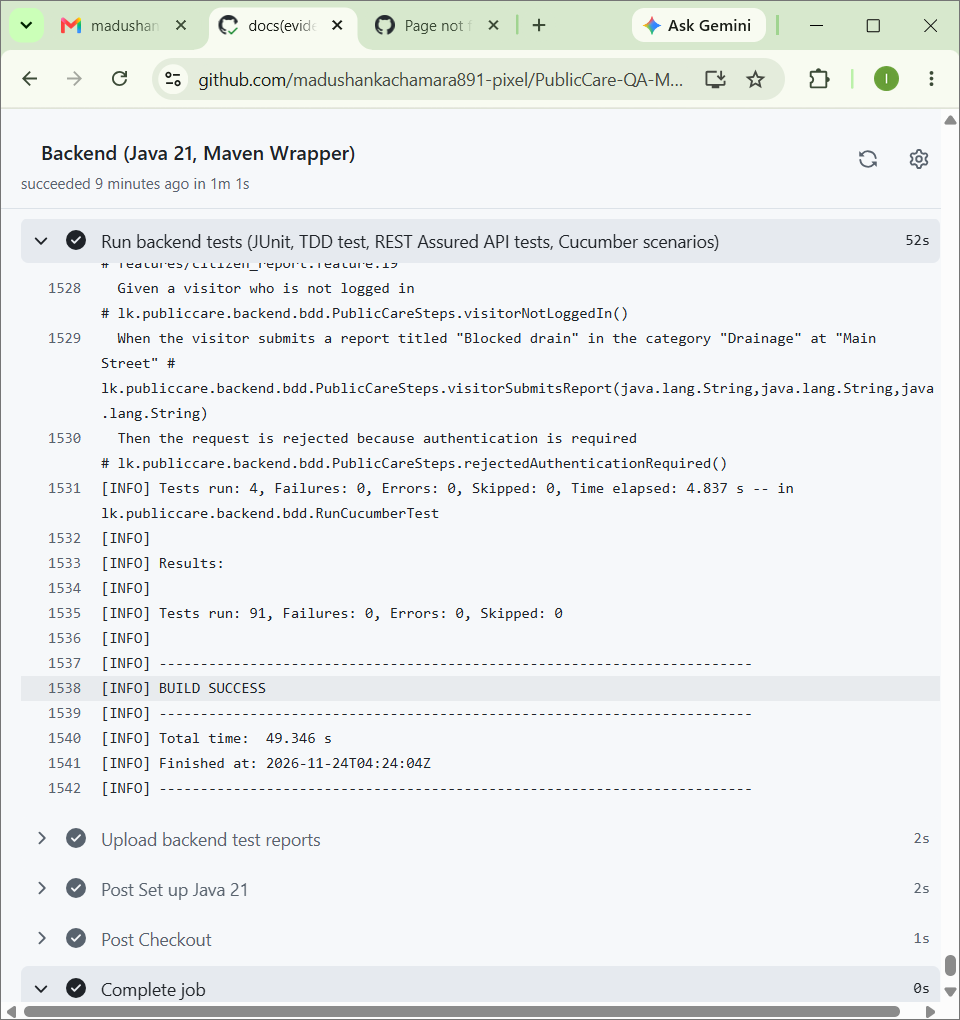 madushan
docs(evide
Page not f
Ask Gemini
github.com/madushankachamara891-pixel/PublicCare-QA-M...
I
Backend (Java 21, Maven Wrapper)
succeeded 9 minutes ago in 1m 1s
Run backend tests (JUnit, TDD test, REST Assured API tests, Cucumber scenarios) 52s
# features/citizen_report.feature:19
1528 Given a visitor who is not logged in
# lk.publiccare.backend.bdd.PublicCareSteps.visitorNotLoggedIn()
1529 When the visitor submits a report titled "Blocked drain" in the category "Drainage" at "Main
Street" #
lk.publiccare.backend.bdd.PublicCareSteps.visitorSubmitsReport(java.lang.String,java.lang.String,java
.lang.String)
1530 Then the request is rejected because authentication is required
# lk.publiccare.backend.bdd.PublicCareSteps.rejectedAuthenticationRequired()
1531 [INFO] Tests run: 4, Failures: 0, Errors: 0, Skipped: 0, Time elapsed: 4.837 s -- in
lk.publiccare.backend.bdd.RunCucumberTest
1532 [INFO]
1533 [INFO] Results:
1534 [INFO]
1535 [INFO] Tests run: 91, Failures: 0, Errors: 0, Skipped: 0
1536 [INFO]
1537 [INFO] ------------------------------------------------------------------------
1538 [INFO] BUILD SUCCESS
1539 [INFO] ------------------------------------------------------------------------
1540 [INFO] Total time:  49.346 s
1541 [INFO] Finished at: 2026-11-24T04:24:04Z
1542 [INFO] ------------------------------------------------------------------------
Upload backend test reports 2s
Post Set up Java 21 2s
Post Checkout 1s
Complete job 0s